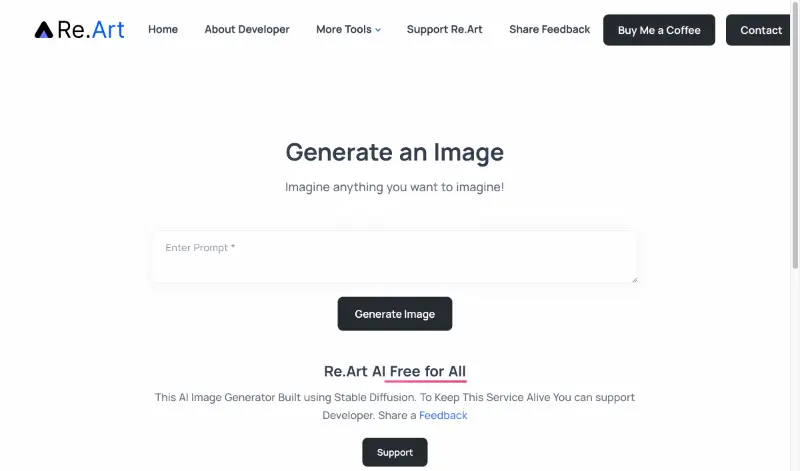 Re.Art Home About Developer More Tools Support Re.Art Share Feedback Buy Me a Coffee Contact
Generate an Image
Imagine anything you want to imagine!
Enter Prompt *
Generate Image
Re.Art AI Free for All
This AI Image Generator Built using Stable Diffusion. To Keep This Service Alive You can support
Developer. Share a Feedback
Support